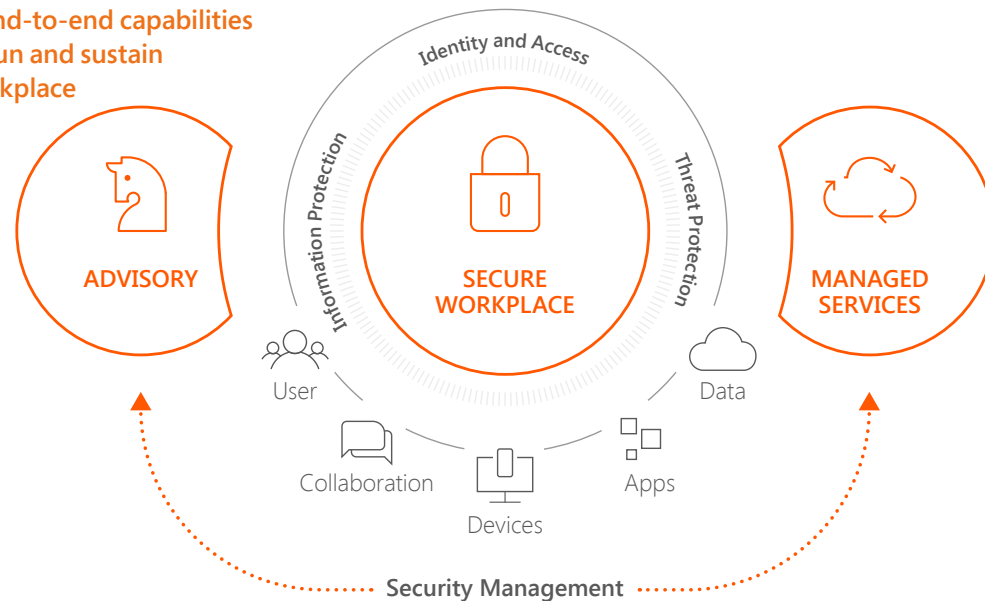 nd-to-end capabilities
un and sustain
kplace
Identity and Access
Information Protection
Threat Protection
ADVISORY
SECURE
WORKPLACE
MANAGED
SERVICES
User
Data
Collaboration
Apps
Devices
Security Management